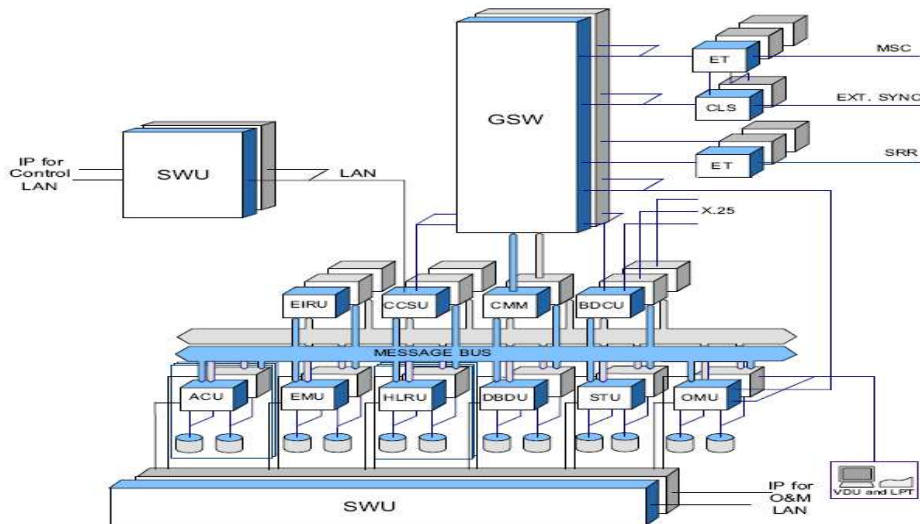 MSC
ET
GSW
CLS
EXT. SYNC
SRR
ET
IP for
Control
LAN
SWU
LAN
X.25
EIRU
CCSU
CMM
BDCU
MESSAGE BUS
ACU
EMU
HLRU
DBDU
STU
OMU
VDU and LPT
IP for
O&M
LAN
SWU